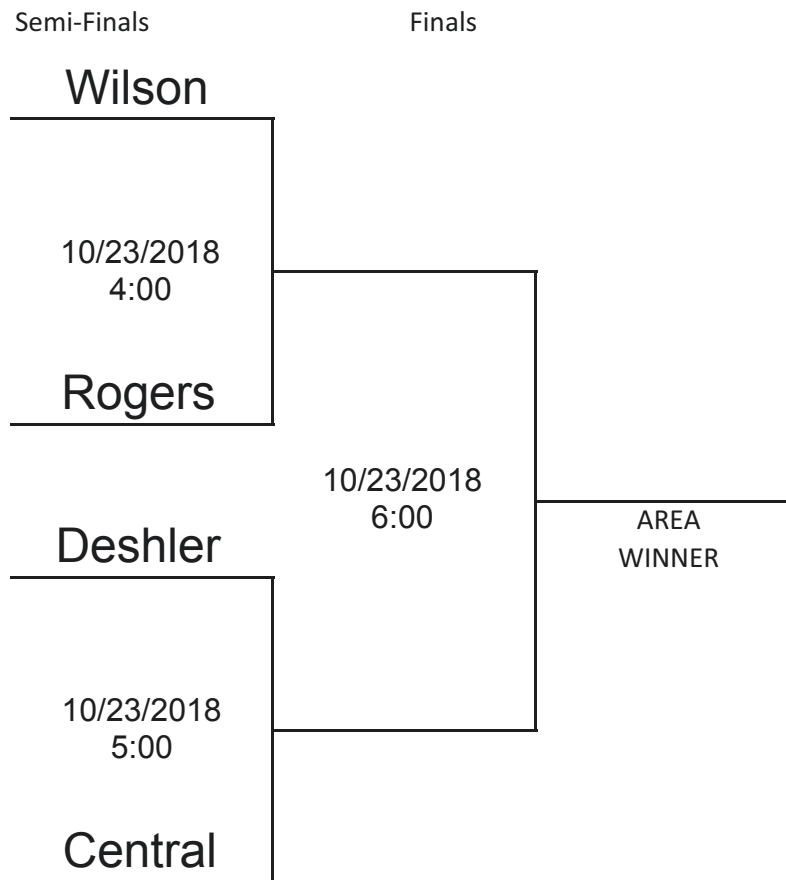 Semi-Finals Finals
Wilson
10/23/2018
4:00
Rogers
10/23/2018
6:00
AREA
WINNER
Deshler
10/23/2018
5:00
Central